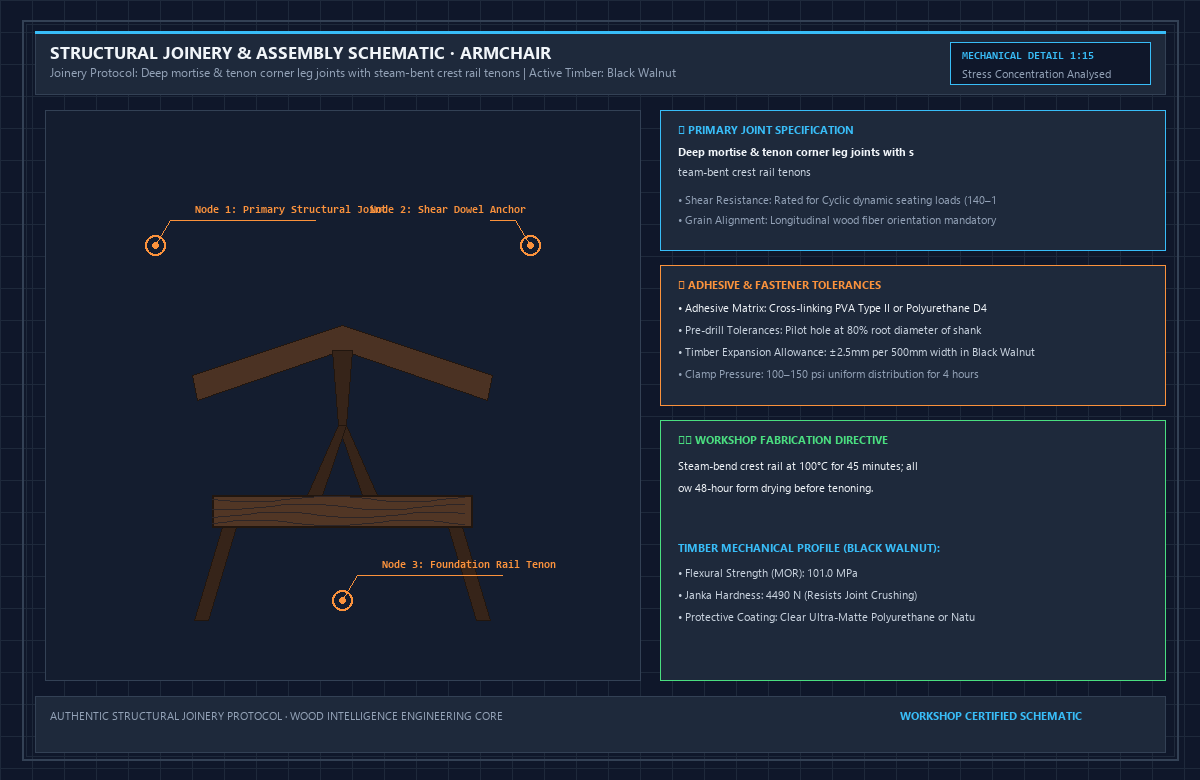 STRUCTURAL JOINERY & ASSEMBLY SCHEMATIC · ARMCHAIR
Joinery Protocol: Deep mortise & tenon corner leg joints with steam-bent crest rail tenons | Active Timber: Black Walnut
MECHANICAL DETAIL 1:15
Stress Concentration Analysed
Node 1: Primary Structural Joint
Node 2: Shear Dowel Anchor
Node 3: Foundation Rail Tenon
PRIMARY JOINT SPECIFICATION
Deep mortise & tenon corner leg joints with s
team-bent crest rail tenons
• Shear Resistance: Rated for Cyclic dynamic seating loads (140–1
• Grain Alignment: Longitudinal wood fiber orientation mandatory
ADHESIVE & FASTENER TOLERANCES
• Adhesive Matrix: Cross-linking PVA Type II or Polyurethane D4
• Pre-drill Tolerances: Pilot hole at 80% root diameter of shank
• Timber Expansion Allowance: ±2.5mm per 500mm width in Black Walnut
• Clamp Pressure: 100–150 psi uniform distribution for 4 hours
WORKSHOP FABRICATION DIRECTIVE
Steam-bend crest rail at 100°C for 45 minutes; all
ow 48-hour form drying before tenoning.
TIMBER MECHANICAL PROFILE (BLACK WALNUT):
• Flexural Strength (MOR): 101.0 MPa
• Janka Hardness: 4490 N (Resists Joint Crushing)
• Protective Coating: Clear Ultra-Matte Polyurethane or Natu
AUTHENTIC STRUCTURAL JOINERY PROTOCOL · WOOD INTELLIGENCE ENGINEERING CORE
WORKSHOP CERTIFIED SCHEMATIC